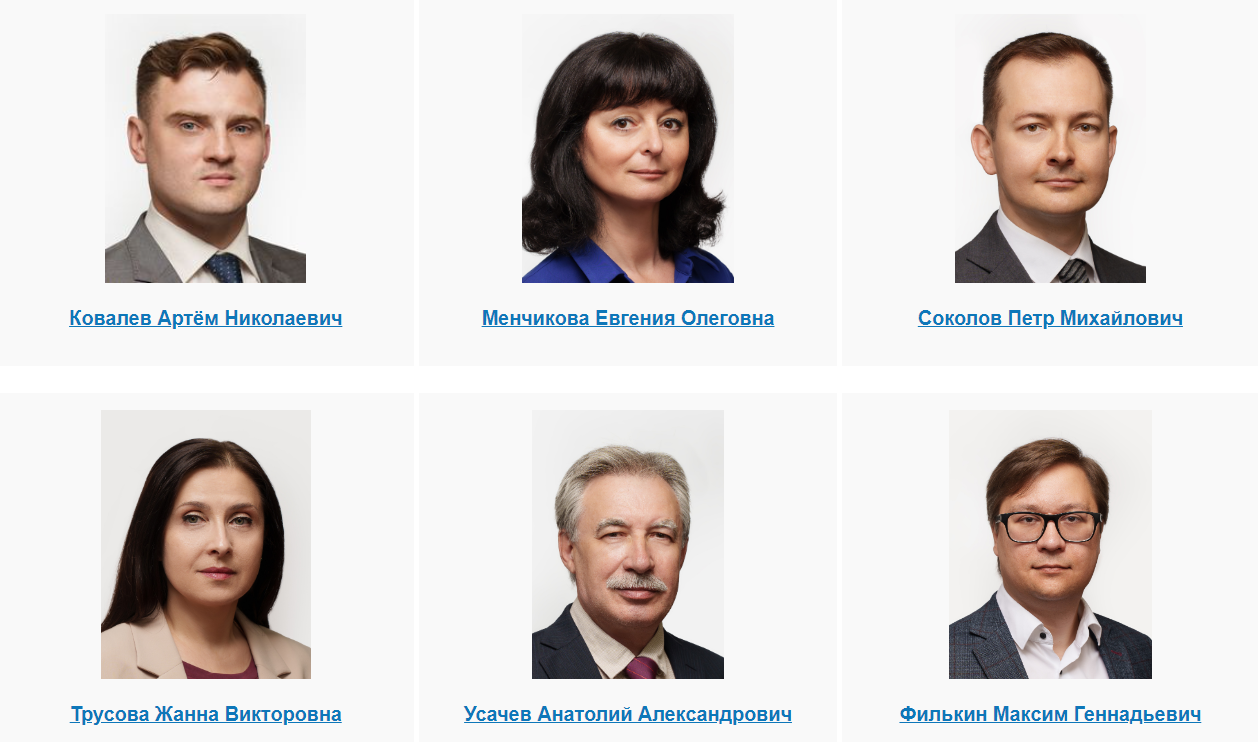 Ковалев Артём Николаевич
Менчикова Евгения Олеговна
Соколов Петр Михайлович
Трусова Жанна Викторовна
Усачев Анатолий Александрович
Филькин Максим Геннадьевич